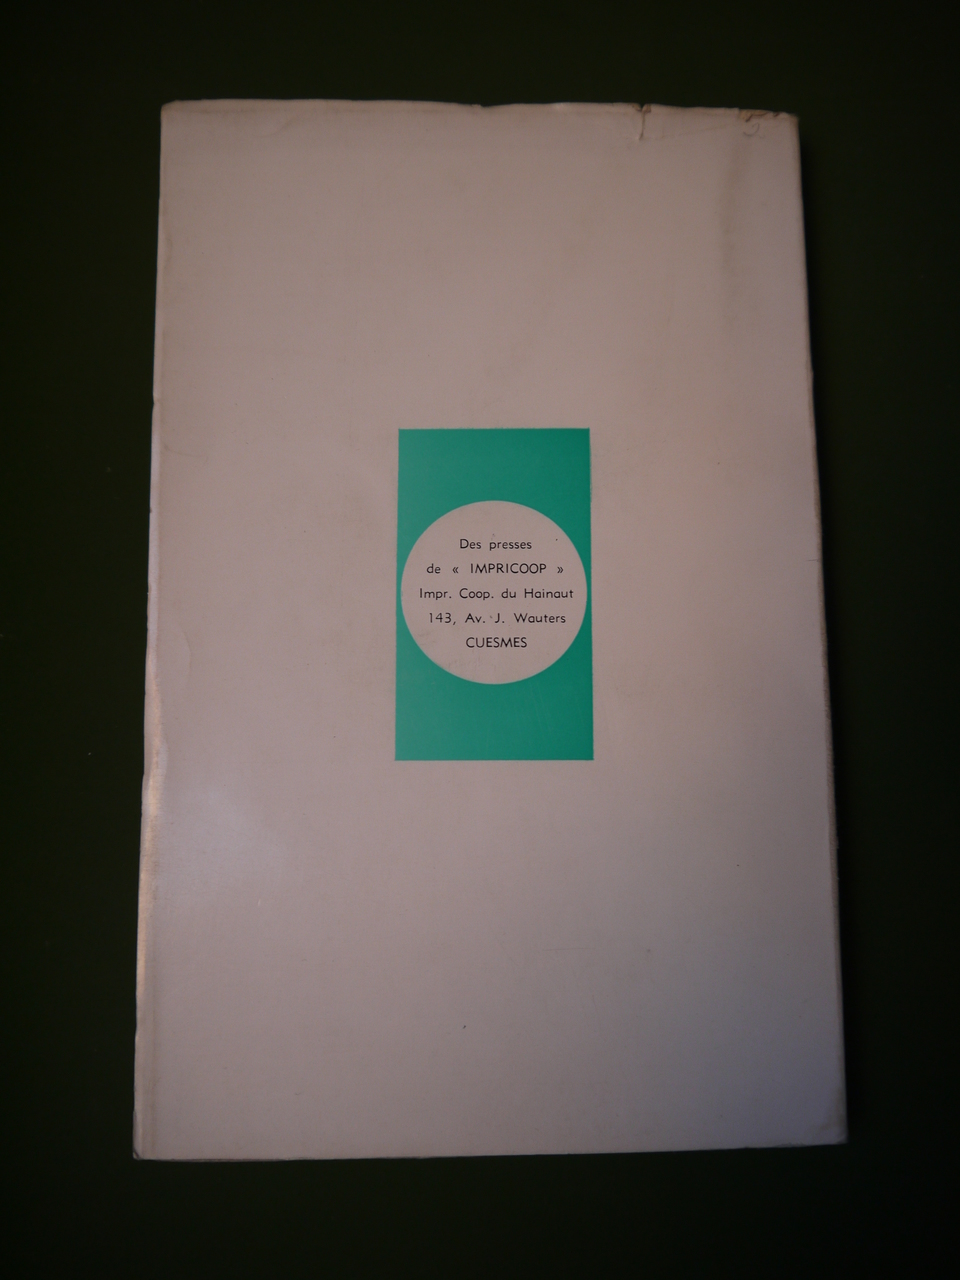 Des presses
de « IMPRICOOP »
Impr. Coop. du Hainaut
143, Av. J. Wauters
CUESMES